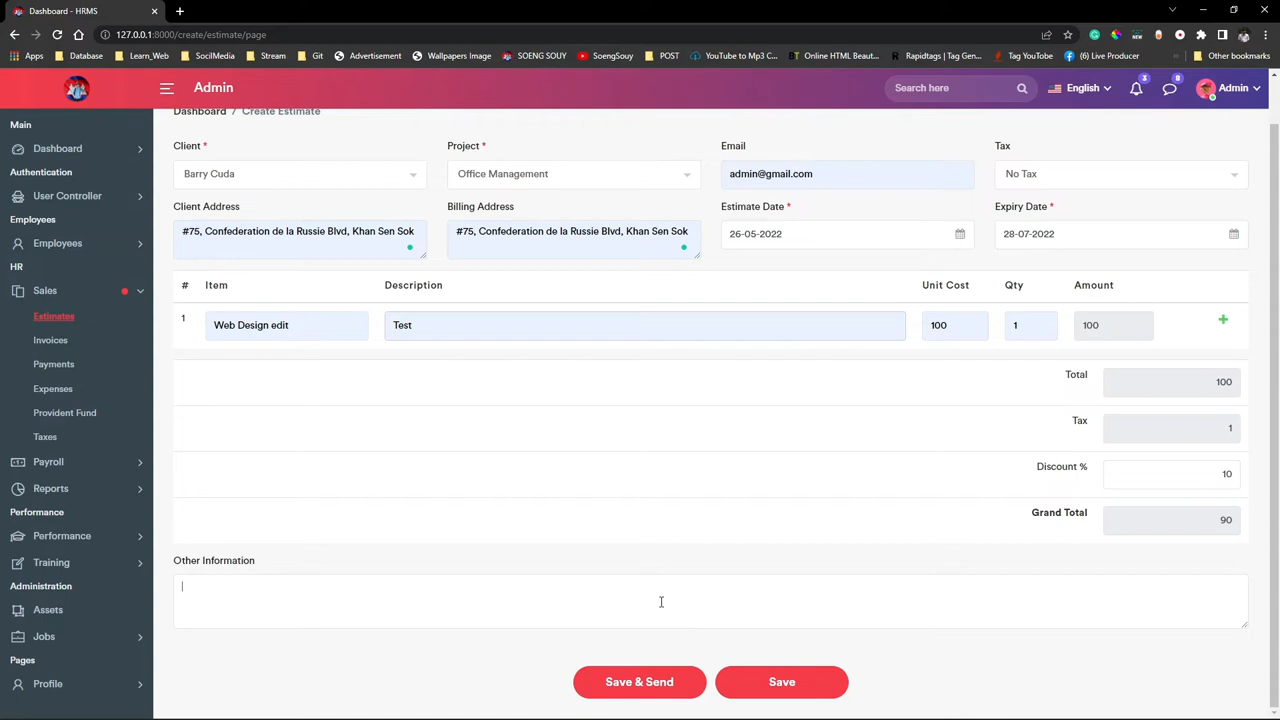 Dashboard - HRMS
127.0.0.1:8000/create/estimate/page
Apps Database Learn_Web SocilMedia Stream Git Advertisement Wallpapers Image SOENG SOUY SoengSouy POST YouTube to Mp3 C... Online HTML Beau... Rapidtags | Tag Gen... Tag YouTube (6) Live Producer Other bookmarks
Admin
Search here
English
3
8
Admin
Main
Dashboard
Authentication
User Controller
Employees
Employees
HR
Sales
Estimates
Invoices
Payments
Expenses
Provident Fund
Taxes
Payroll
Reports
Performance
Performance
Training
Administration
Assets
Jobs
Pages
Profile
Dashboard / Create Estimate
Client * Project * Email Tax
Barry Cuda Office Management admin@gmail.com No Tax
Client Address Billing Address Estimate Date * Expiry Date *
#75, Confederation de la Russie Blvd, Khan Sen Sok #75, Confederation de la Russie Blvd, Khan Sen Sok 26-05-2022 28-07-2022
# Item Description Unit Cost Qty Amount
1 Web Design edit Test 100 1 100 +
Total 100
Tax 1
Discount % 10
Grand Total 90
Other Information
Save & Send Save